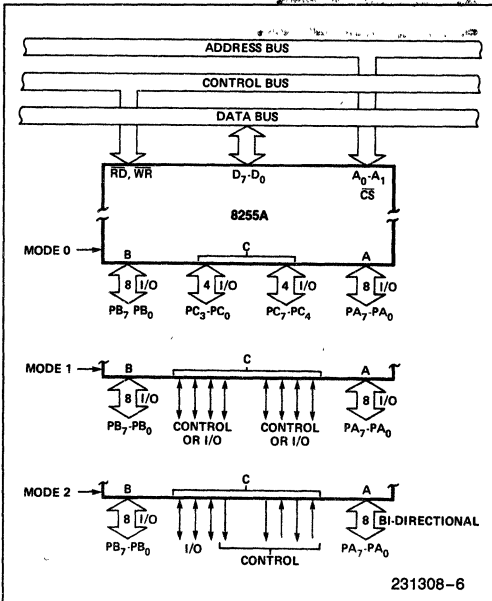 ADDRESS BUS
CONTROL BUS
DATA BUS
RD, WR D7-D0 A0-A1
CS
8255A
MODE 0 B C A
8 I/O 4 I/O 4 I/O 8 I/O
PB7 PB0 PC3-PC0 PC7-PC4 PA7-PA0
MODE 1 B C A
8 I/O CONTROL OR I/O CONTROL OR I/O 8 I/O
PB7-PB0 PA7-PA0
MODE 2 B C A
8 I/O I/O CONTROL 8 BI-DIRECTIONAL
PB7-PB0 PA7-PA0
231308-6